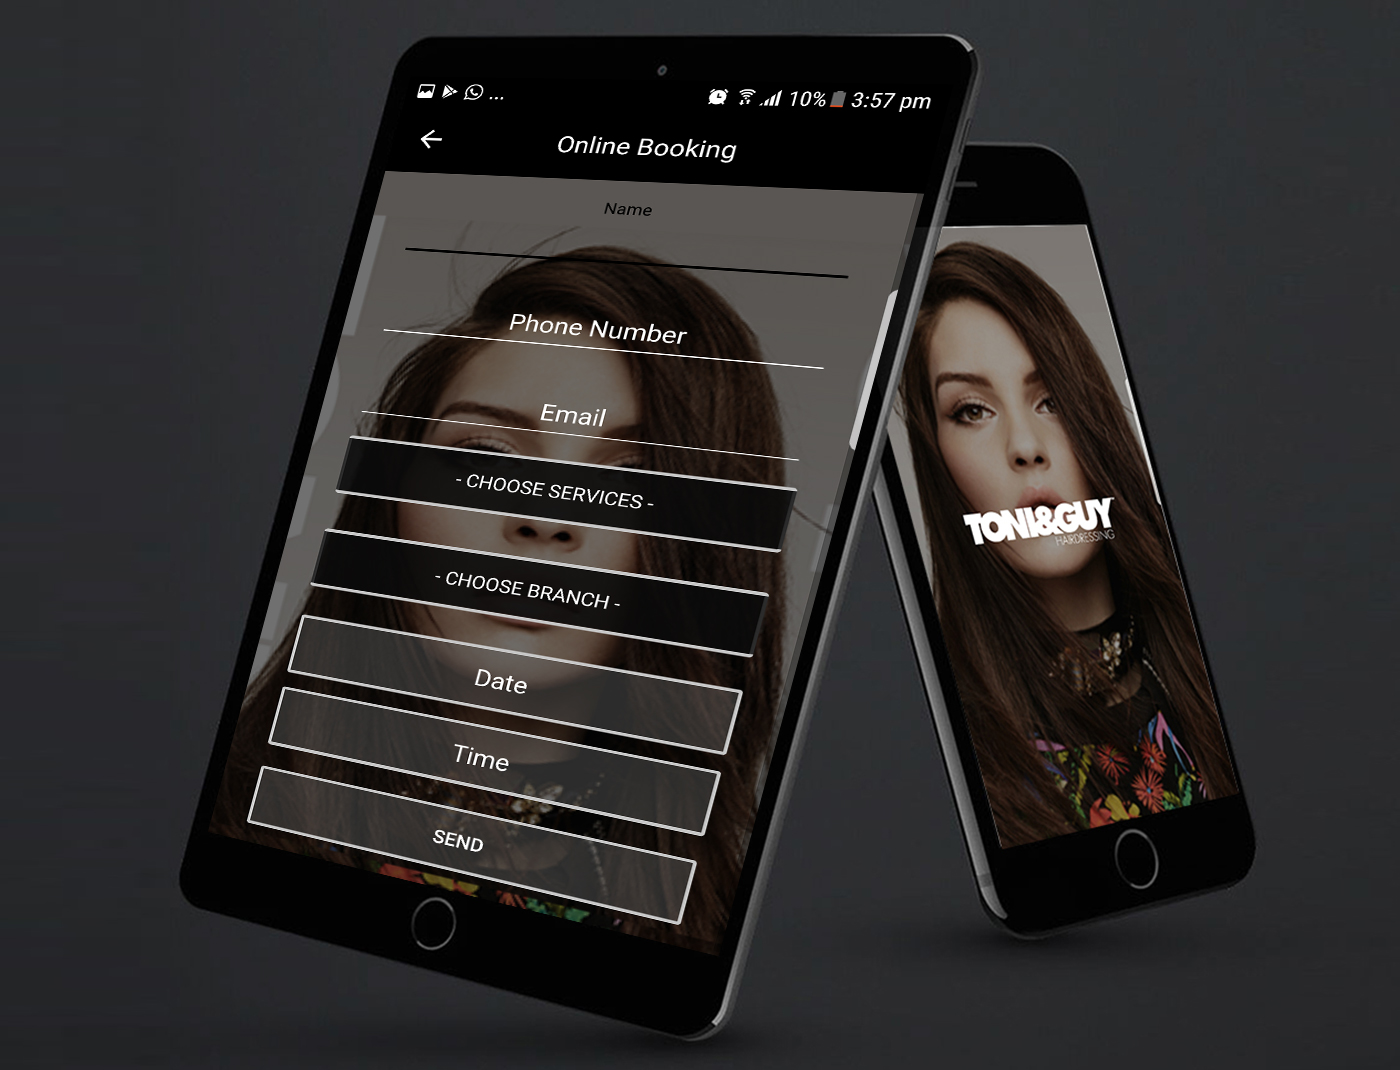 ... 10% 3:57 pm
Online Booking
Name
Phone Number
Email
- CHOOSE SERVICES -
- CHOOSE BRANCH -
Date
Time
SEND
TONI&GUY
HAIRDRESSING